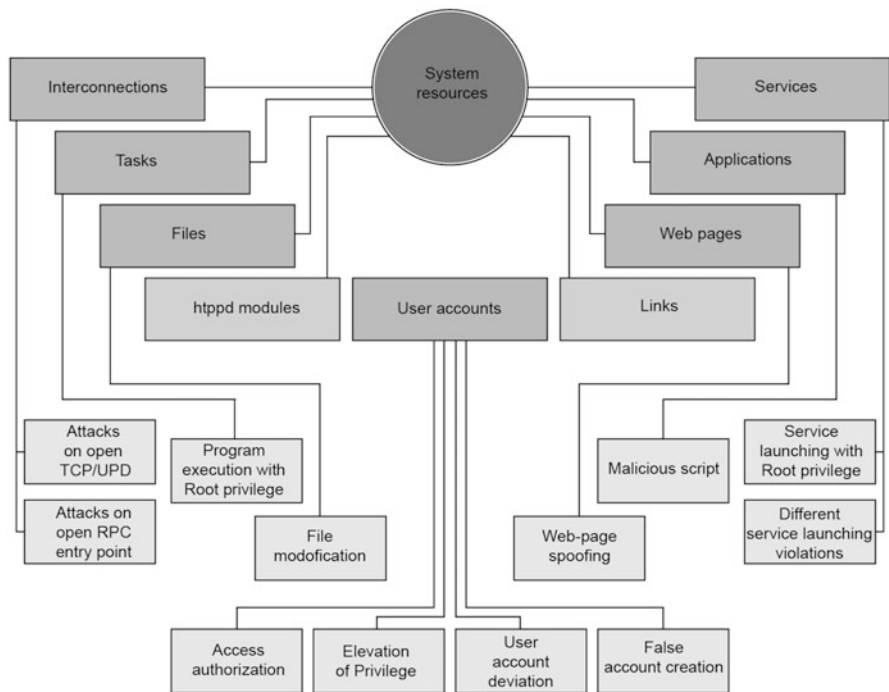 System
resources
Interconnections
Services
Tasks
Applications
Files
Web pages
htppd modules
User accounts
Links
Attacks
on open
TCP/UPD
Program
execution with
Root privilege
Malicious script
Service
launching with
Root privilege
Attacks on
open RPC
entry point
File
modofication
Web-page
spoofing
Different
service launching
violations
Access
authorization
Elevation
of Privilege
User
account
deviation
False
account creation